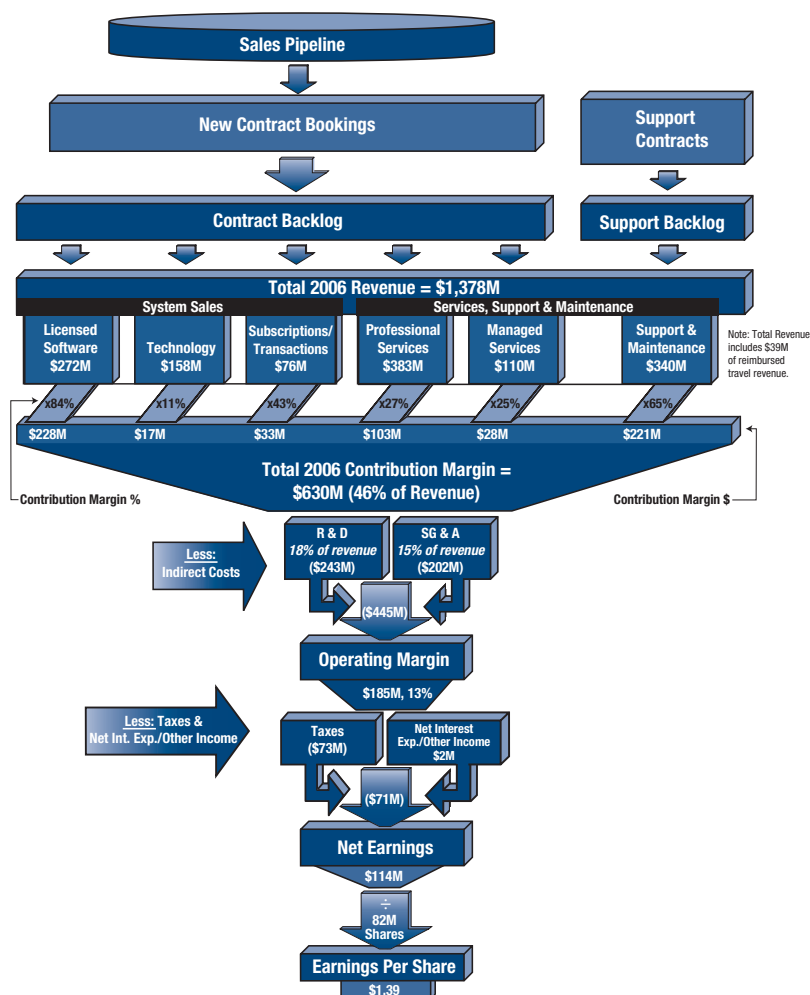 Sales Pipeline
New Contract Bookings
Support
Contracts
Contract Backlog
Support Backlog
Total 2006 Revenue = $1,378M
System Sales
Services, Support & Maintenance
Licensed
Software
$272M
Technology
$158M
Subscriptions/
Transactions
$76M
Professional
Services
$383M
Managed
Services
$110M
Support &
Maintenance
$340M
Note: Total Revenue
includes $39M
of reimbursed
travel revenue.
x84%
x11%
x43%
x27%
x25%
x65%
$228M
$17M
$33M
$103M
$28M
$221M
Total 2006 Contribution Margin =
$630M (46% of Revenue)
Contribution Margin %
Contribution Margin $
Less:
Indirect Costs
R & D
18% of revenue
($243M)
SG & A
15% of revenue
($202M)
($445M)
Operating Margin
$185M, 13%
Less: Taxes &
Net Int. Exp./Other Income
Taxes
($73M)
Net Interest
Exp./Other Income
$2M
($71M)
Net Earnings
$114M
÷
82M
Shares
Earnings Per Share
$1.39